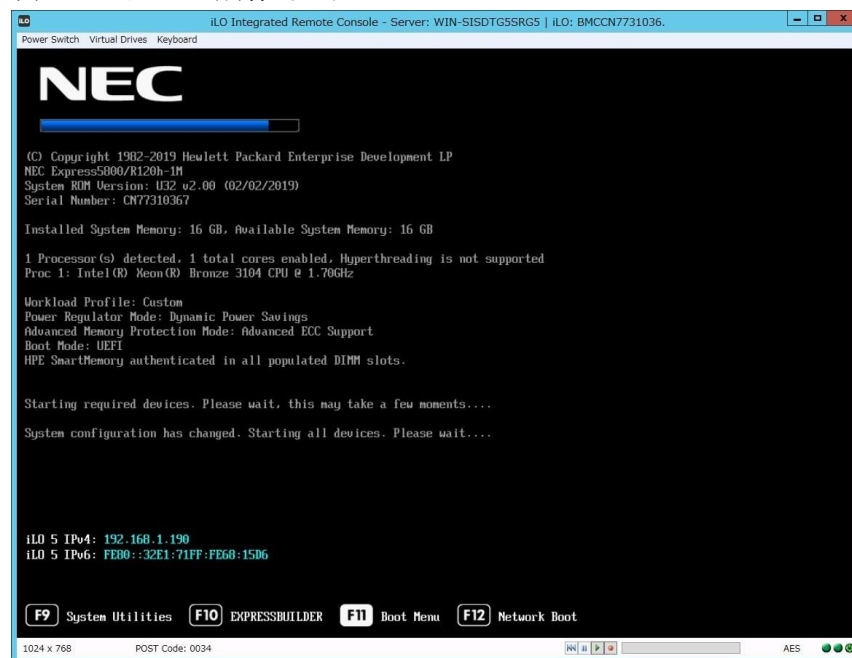 iLO Integrated Remote Console - Server: WIN-SISDTG5SRG5 | iLO: BMCCN7731036.
Power Switch Virtual Drives Keyboard
NEC
(C) Copyright 1982-2019 Hewlett Packard Enterprise Development LP
NEC Express5800/R120h-1M
System ROM Version: U32 v2.00 (02/02/2019)
Serial Number: CN77310367
Installed System Memory: 16 GB, Available System Memory: 16 GB
1 Processor(s) detected, 1 total cores enabled, Hyperthreading is not supported
Proc 1: Intel(R) Xeon(R) Bronze 3104 CPU @ 1.70GHz
Workload Profile: Custom
Power Regulator Mode: Dynamic Power Savings
Advanced Memory Protection Mode: Advanced ECC Support
Boot Mode: UEFI
HPE SmartMemory authenticated in all populated DIMM slots.
Starting required devices. Please wait, this may take a few moments....
System configuration has changed. Starting all devices. Please wait....
iLO 5 IPv4: 192.168.1.190
iLO 5 IPv6: FE80::32E1:71FF:FE68:15D6
F9 System Utilities F10 EXPRESSBUILDER F11 Boot Menu F12 Network Boot
1024 x 768 POST Code: 0034 AES